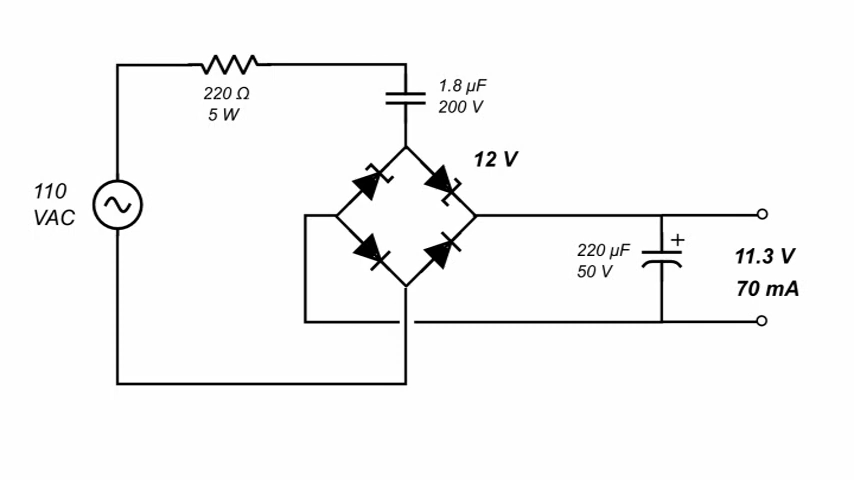 220 Ω
5 W
1.8 µF
200 V
12 V
110
VAC
220 µF
50 V
+
11.3 V
70 mA